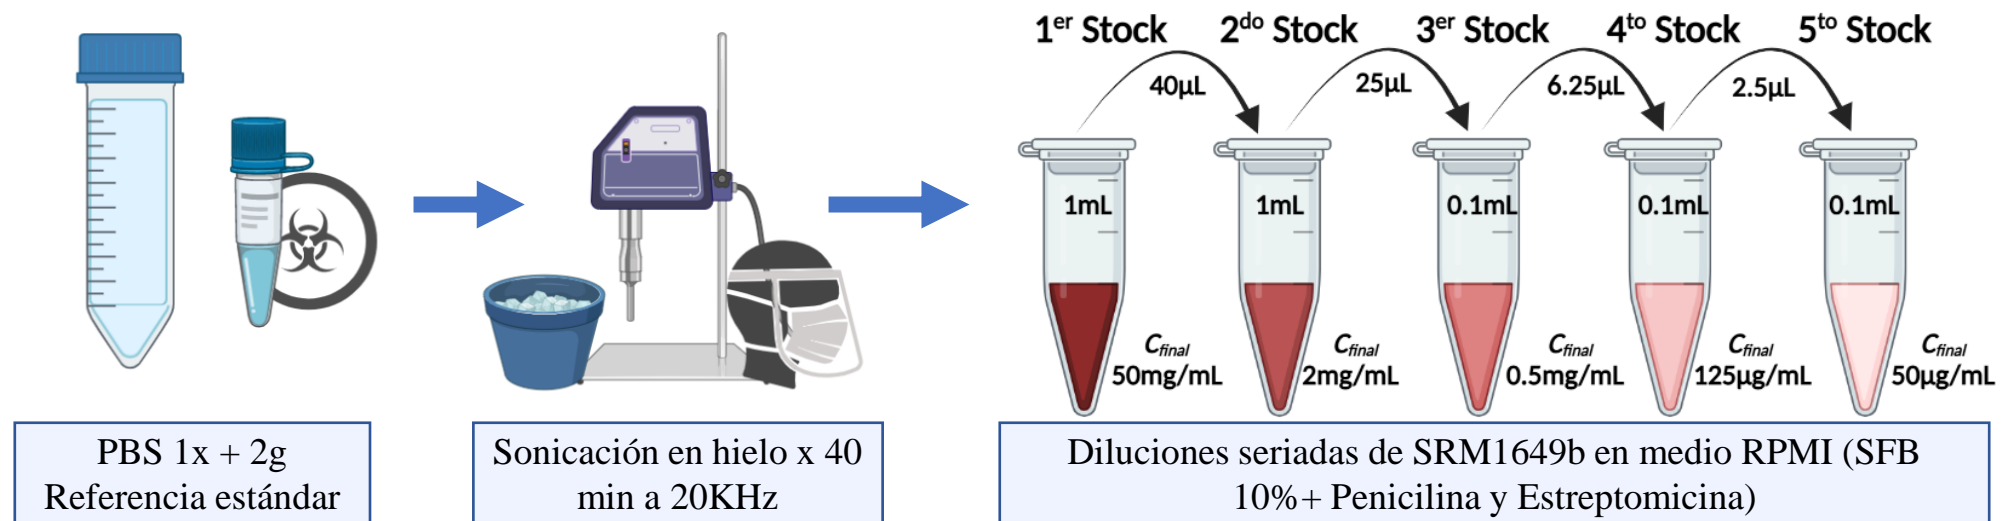 1er Stock 2do Stock 3er Stock 4to Stock 5to Stock
40µL 25µL 6.25µL 2.5µL
1mL 1mL 0.1mL 0.1mL 0.1mL
Cfinal Cfinal Cfinal Cfinal Cfinal
50mg/mL 2mg/mL 0.5mg/mL 125µg/mL 50µg/mL
PBS 1x + 2g
Referencia estándar
Sonicación en hielo x 40
min a 20KHz
Diluciones seriadas de SRM1649b en medio RPMI (SFB
10%+ Penicilina y Estreptomicina)